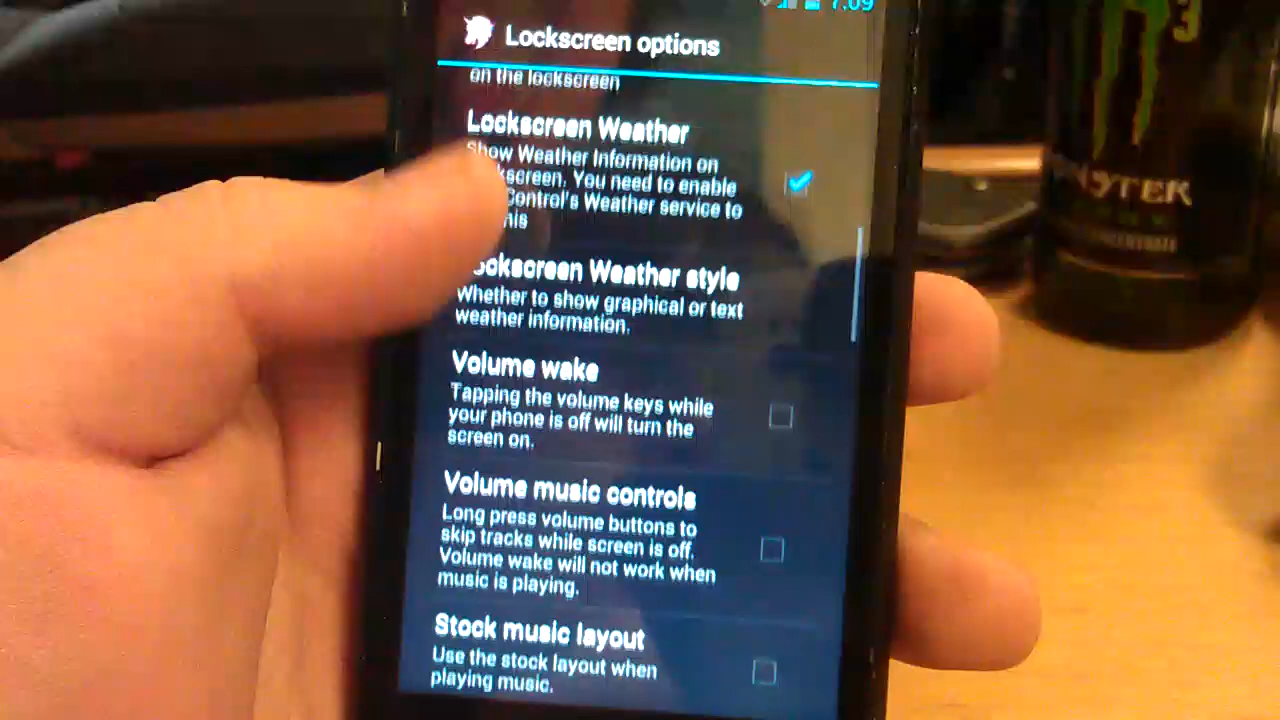 7:09
Lockscreen options
on the lockscreen
Lockscreen Weather
Show Weather Information on
kscreen. You need to enable
Control's Weather service to
his
ockscreen Weather style
Whether to show graphical or text
weather information.
Volume wake
Tapping the volume keys while
your phone is off will turn the
screen on.
Volume music controls
Long press volume buttons to
skip tracks while screen is off.
Volume wake will not work when
music is playing.
Stock music layout
Use the stock layout when
playing music.
3